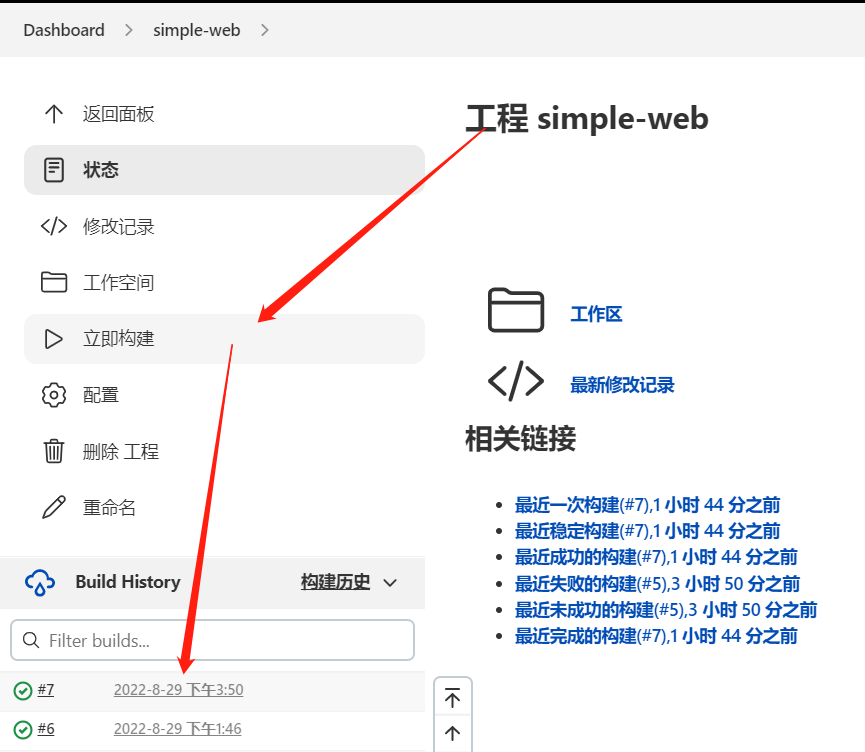 Dashboard > simple-web >
返回面板
状态
修改记录
工作空间
立即构建
配置
删除 工程
重命名
Build History 构建历史
Filter builds...
#7 2022-8-29 下午3:50
#6 2022-8-29 下午1:46
工程 simple-web
工作区
最新修改记录
相关链接
最近一次构建(#7),1 小时 44 分之前
最近稳定构建(#7),1 小时 44 分之前
最近成功的构建(#7),1 小时 44 分之前
最近失败的构建(#5),3 小时 50 分之前
最近未成功的构建(#5),3 小时 50 分之前
最近完成的构建(#7),1 小时 44 分之前